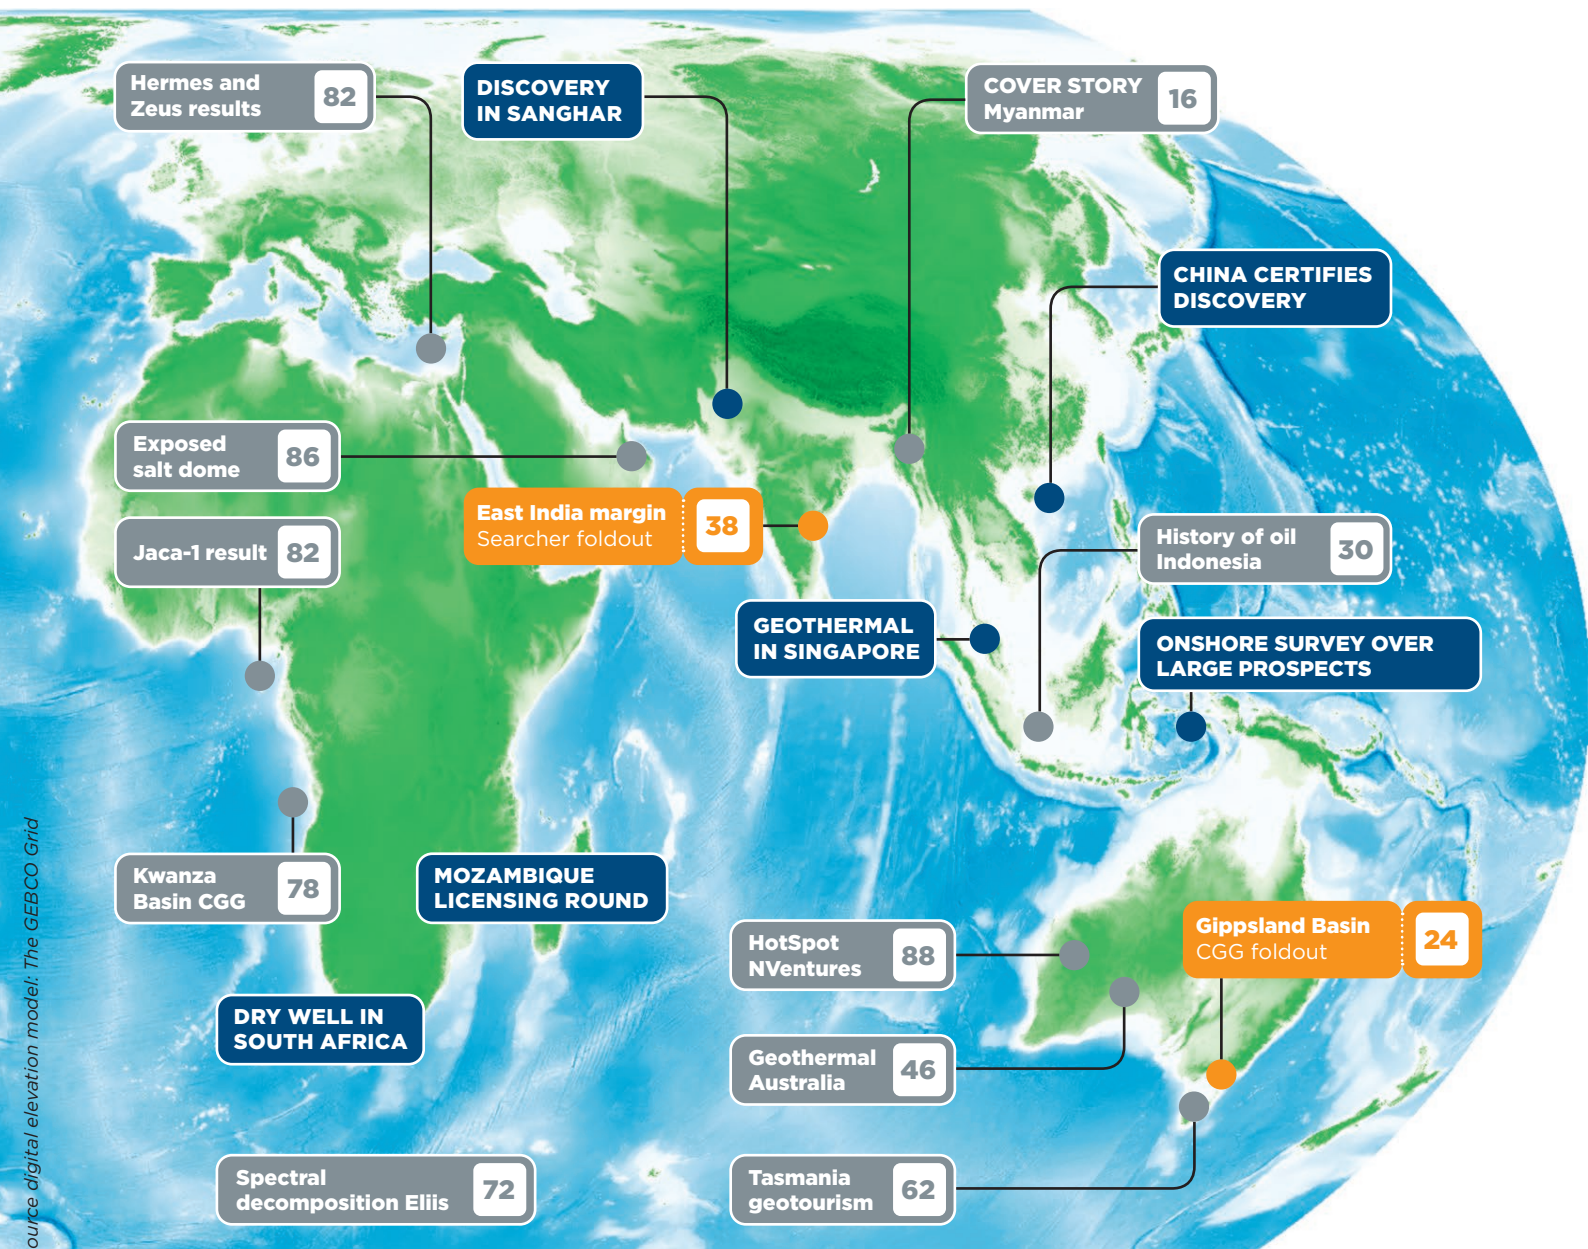 Hermes and
Zeus results
82
DISCOVERY
IN SANGHAR
COVER STORY
Myanmar
16
CHINA CERTIFIES
DISCOVERY
Exposed
salt dome
86
East India margin
Searcher foldout
38
Jaca-1 result
82
History of oil
Indonesia
30
GEOTHERMAL
IN SINGAPORE
ONSHORE SURVEY OVER
LARGE PROSPECTS
Kwanza
Basin CGG
78
MOZAMBIQUE
LICENSING ROUND
HotSpot
NVentures
88
Gippsland Basin
CGG foldout
24
DRY WELL IN
SOUTH AFRICA
Geothermal
Australia
46
Spectral
decomposition Eliis
72
Tasmania
geotourism
62
ource digital elevation model: The GEBCO Grid